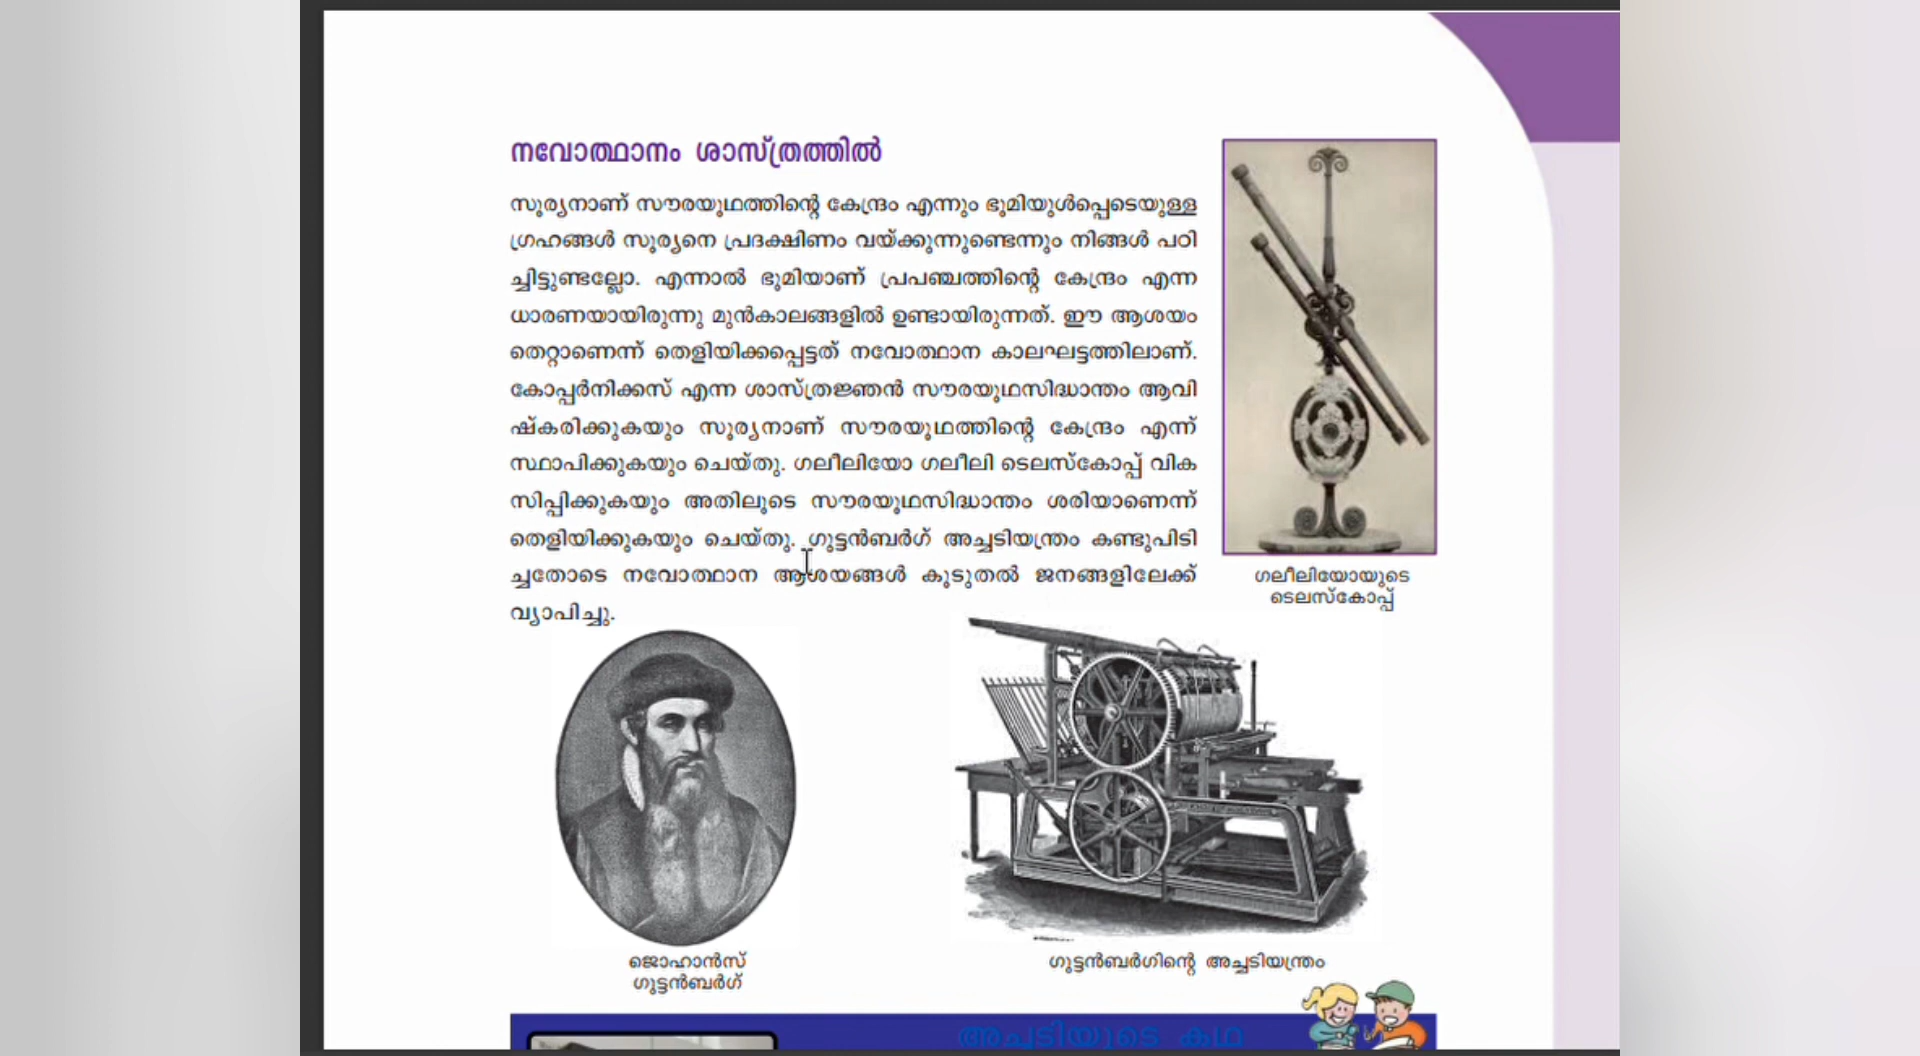 നവോത്ഥാനം ശാസ്ത്രത്തിൽ
സൂര്യനാണ് സൗരയൂഥത്തിന്റെ കേന്ദ്രം എന്നും ഭൂമിയുൾപ്പെടെയുള്ള
ഗ്രഹങ്ങൾ സൂര്യനെ പ്രദക്ഷിണം വയ്ക്കുന്നുണ്ടെന്നും നിങ്ങൾ പഠി
ച്ചിട്ടുണ്ടല്ലോ. എന്നാൽ ഭൂമിയാണ് പ്രപഞ്ചത്തിന്റെ കേന്ദ്രം എന്ന
ധാരണയായിരുന്നു മുൻകാലങ്ങളിൽ ഉണ്ടായിരുന്നത്. ഈ ആശയം
തെറ്റാണെന്ന് തെളിയിക്കപ്പെട്ടത് നവോത്ഥാന കാലഘട്ടത്തിലാണ്.
കോപ്പർനിക്കസ് എന്ന ശാസ്ത്രജ്ഞൻ സൗരയൂഥസിദ്ധാന്തം ആവി
ഷ്കരിക്കുകയും സൂര്യനാണ് സൗരയൂഥത്തിന്റെ കേന്ദ്രം എന്ന്
സ്ഥാപിക്കുകയും ചെയ്തു. ഗലീലിയോ ഗലീലി ടെലസ്കോപ്പ് വിക
സിപ്പിക്കുകയും അതിലൂടെ സൗരയൂഥസിദ്ധാന്തം ശരിയാണെന്ന്
തെളിയിക്കുകയും ചെയ്തു. ഗുട്ടൻബർഗ് അച്ചടിയന്ത്രം കണ്ടുപിടി
ച്ചതോടെ നവോത്ഥാന ആശയങ്ങൾ കൂടുതൽ ജനങ്ങളിലേക്ക്
വ്യാപിച്ചു.
ഗലീലിയോയുടെ
ടെലസ്കോപ്പ്
ജൊഹാൻസ്
ഗുട്ടൻബർഗ്
ഗുട്ടൻബർഗിന്റെ അച്ചടിയന്ത്രം
അച്ചടിയുടെ കഥ